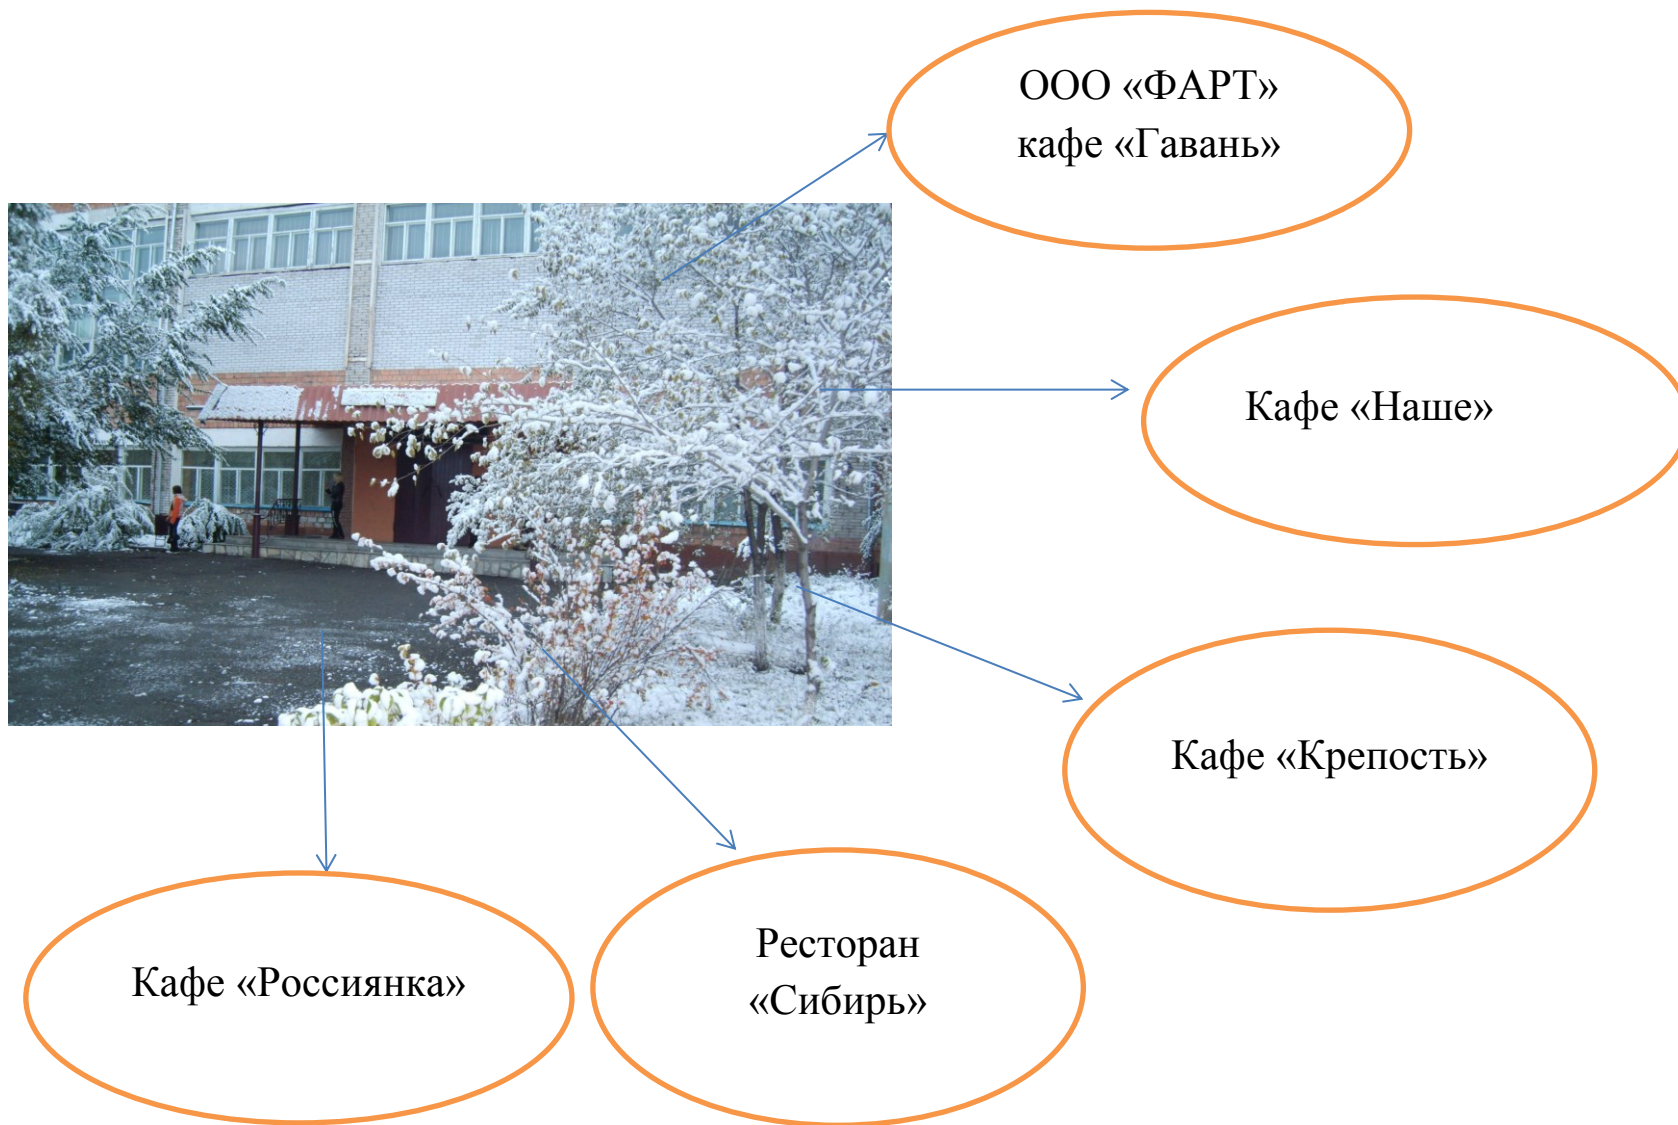 ООО «ФАРТ»
кафе «Гавань»
Кафе «Наше»
Кафе «Крепость»
Ресторан
«Сибирь»
Кафе «Россиянка»